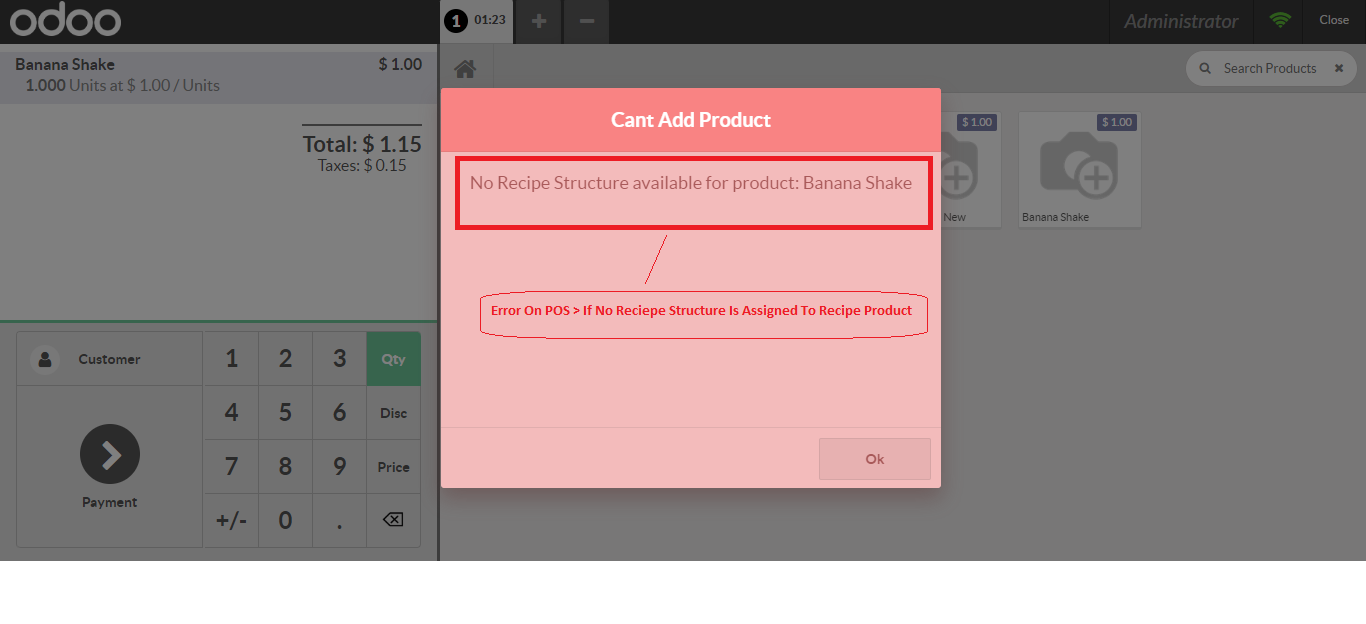 odoo
1 01:23 + −
Administrator
Close
Banana Shake $ 1.00
1.000 Units at $ 1.00 / Units
Total: $ 1.15
Taxes: $ 0.15
Search Products
Cant Add Product
No Recipe Structure available for product: Banana Shake
Error On POS > If No Reciepe Structure Is Assigned To Recipe Product
Ok
$ 1.00
New
$ 1.00
Banana Shake
Customer
Payment
1 2 3 Qty
4 5 6 Disc
7 8 9 Price
+/- 0 .